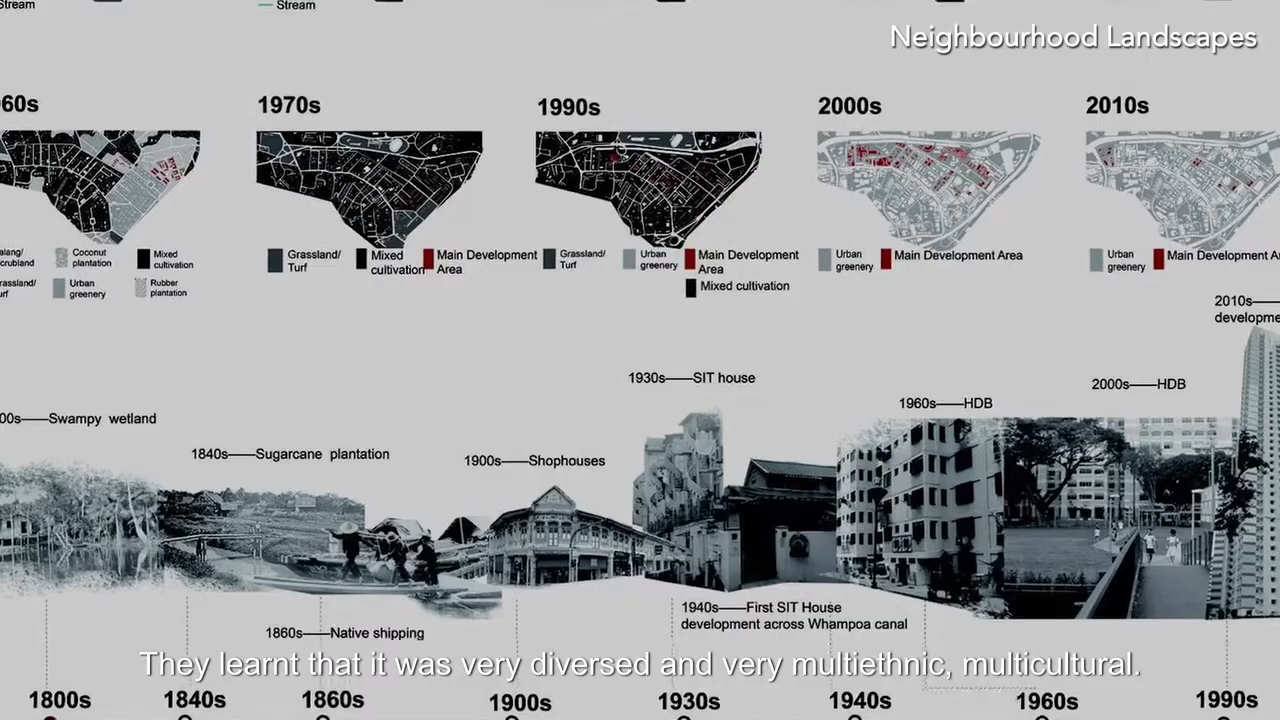 Stream
Stream
Neighbourhood Landscapes
60s
1970s
1990s
2000s
2010s
alang/
crubland
Coconut
plantation
Mixed
cultivation
rassland/
urf
Urban
greenery
Rubber
plantation
Grassland/
Turf
Mixed
cultivation
Main Development
Area
Grassland/
Turf
Urban
greenery
Main Development
Area
Mixed cultivation
Urban
greenery
Main Development Area
Urban
greenery
Main Development Ar
2010s—
developme
1930s—SIT house
2000s—HDB
1960s—HDB
00s—Swampy wetland
1840s—Sugarcane plantation
1900s—Shophouses
1940s—First SIT House
development across Whampoa canal
1860s—Native shipping
They learnt that it was very diversed and very multiethnic, multicultural.
1800s
1840s
1860s
1900s
1930s
1940s
1960s
1990s